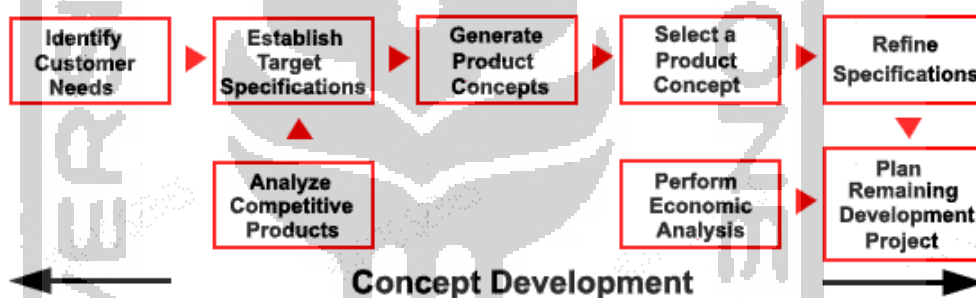 Identify
Customer
Needs
Establish
Target
Specifications
Generate
Product
Concepts
Select a
Product
Concept
Refine
Specifications
Analyze
Competitive
Products
Perform
Economic
Analysis
Plan
Remaining
Development
Project
Concept Development